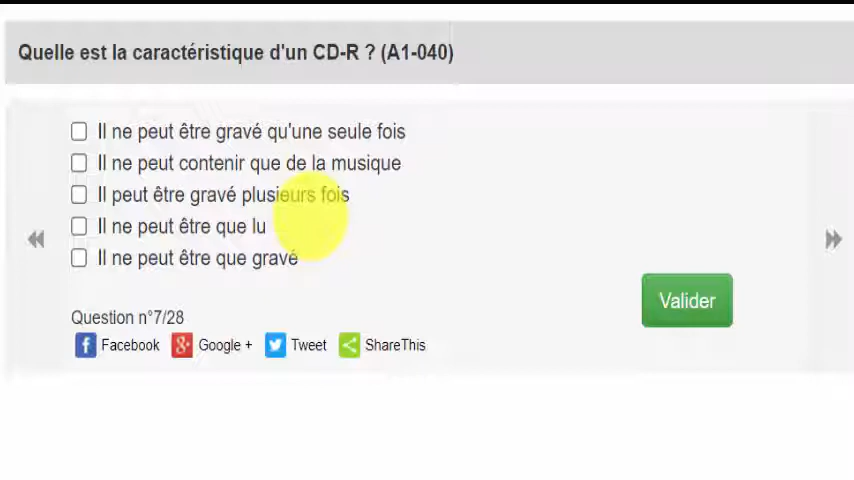 Quelle est la caractéristique d'un CD-R ? (A1-040)
Il ne peut être gravé qu'une seule fois
Il ne peut contenir que de la musique
Il peut être gravé plusieurs fois
Il ne peut être que lu
Il ne peut être que gravé
Valider
Question n°7/28
Facebook Google + Tweet ShareThis